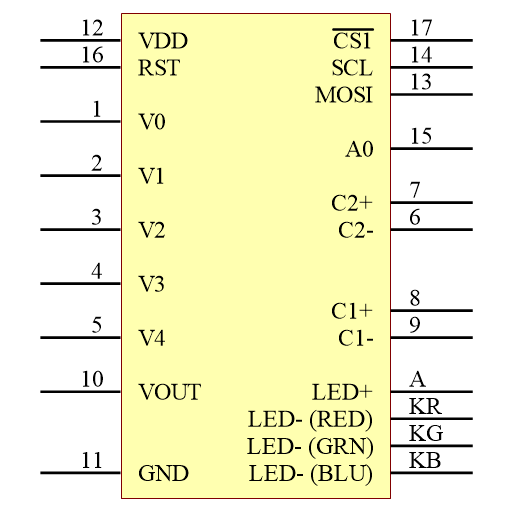 12 VDD CSI 17
16 RST SCL 14
MOSI 13
1 V0
A0 15
2 V1
C2+ 7
3 V2 C2- 6
4 V3
C1+ 8
5 V4 C1- 9
10 VOUT LED+ A
LED- (RED) KR
LED- (GRN) KG
11 GND LED- (BLU) KB